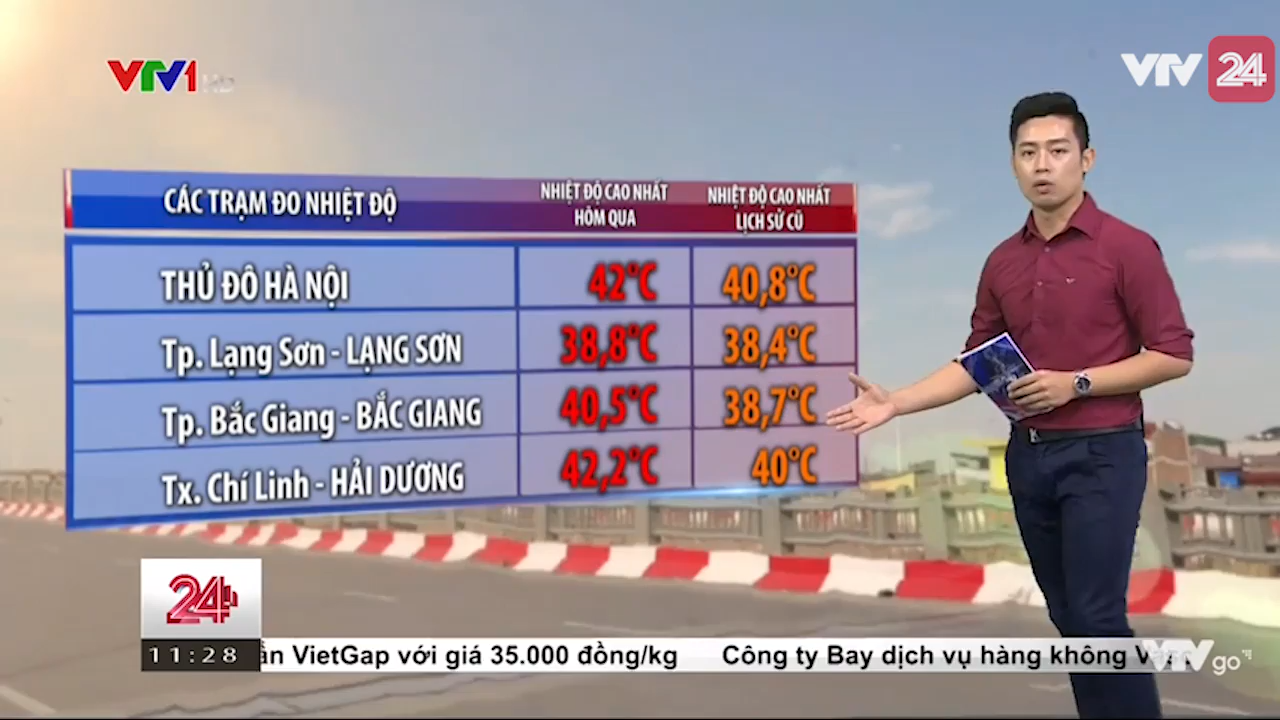 VTV1 HD
VTV 24
CÁC TRẠM ĐO NHIỆT ĐỘ
NHIỆT ĐỘ CAO NHẤT
HÔM QUA
NHIỆT ĐỘ CAO NHẤT
LỊCH SỬ CŨ
THỦ ĐÔ HÀ NỘI 42°C 40,8°C
Tp. Lạng Sơn - LẠNG SƠN 38,8°C 38,4°C
Tp. Bắc Giang - BẮC GIANG 40,5°C 38,7°C
Tx. Chí Linh - HẢI DƯƠNG 42,2°C 40°C
24h
11:28 VietGap với giá 35.000 đồng/kg Công ty Bay dịch vụ hàng không
VTV go